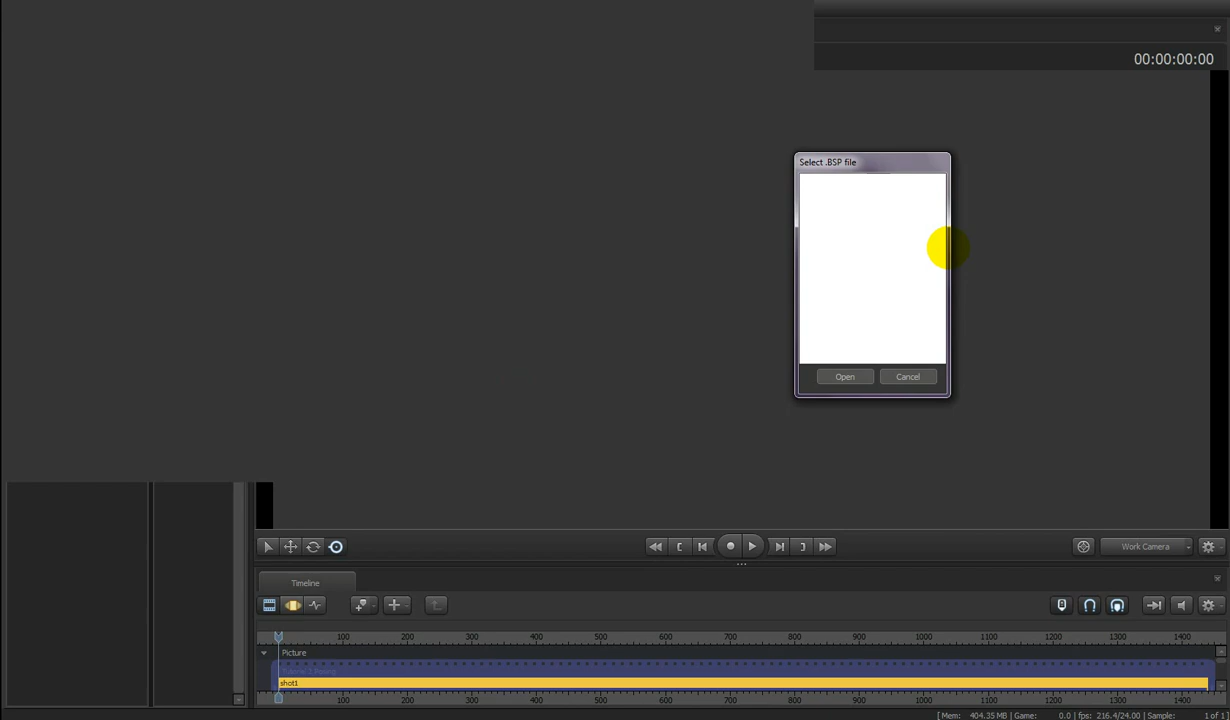 00:00:00:00
Select .BSP file
Open Cancel
Work Camera
Timeline
100 200 300 400 500 600 700 800 900 1000 1100 1200 1300 1400
Picture
shot1
100 200 300 400 500 600 700 800 900 1000 1100 1200 1300 1400
[ Mem: 404.35 MB | Game: 0.0 | fps: 216.4/24.00 | Sample: 1 of 1